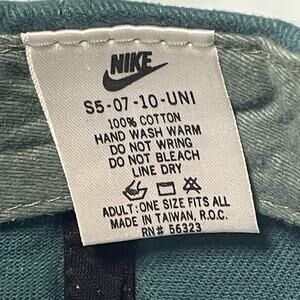 NIKE
S5-07-10-UNI
100% COTTON
HAND WASH WARM
DO NOT WRING
DO NOT BLEACH
LINE DRY
ADULT: ONE SIZE FITS ALL
MADE IN TAIWAN, R.O.C.
RN# 56323